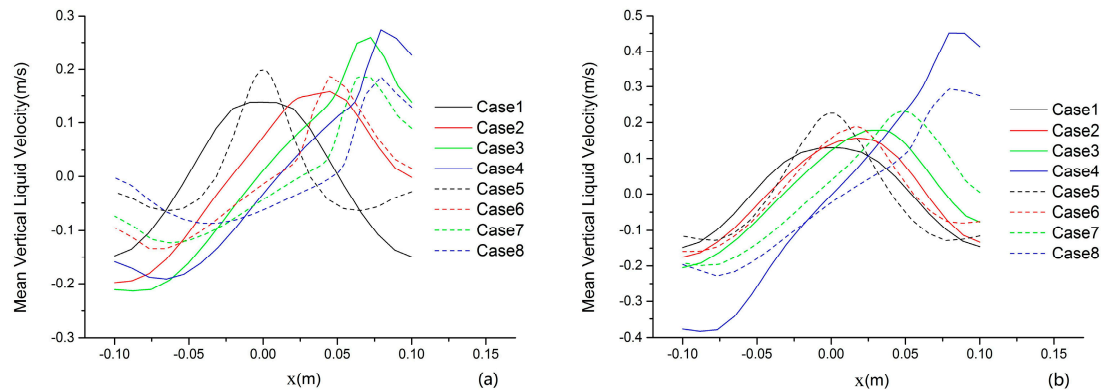 Mean Vertical Liquid Velocity(m/s)
0.3
0.2
0.1
0.0
-0.1
-0.2
-0.3
-0.10
-0.05
0.00
0.05
0.10
0.15
x(m)
(a)
Case1
Case2
Case3
Case4
Case5
Case6
Case7
Case8
Mean Vertical Liquid Velocity(m/s)
0.5
0.4
0.3
0.2
0.1
0.0
-0.1
-0.2
-0.3
-0.4
-0.10
-0.05
0.00
0.05
0.10
0.15
x(m)
(b)
Case1
Case2
Case3
Case4
Case5
Case6
Case7
Case8